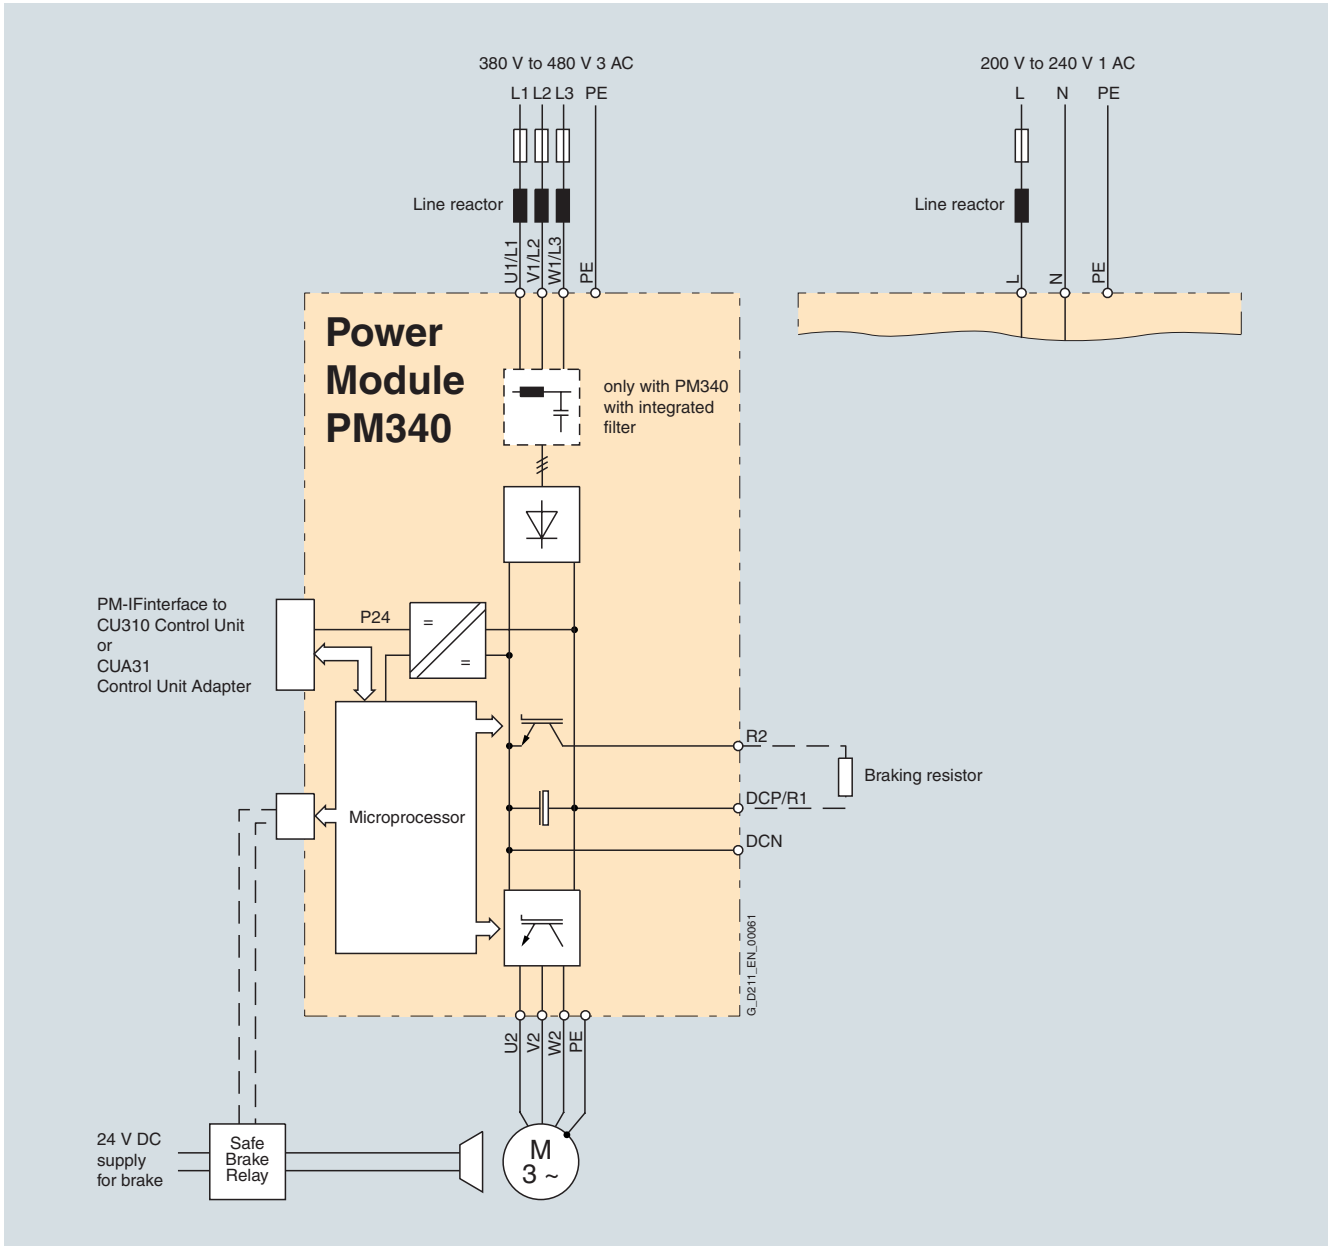 380 V to 480 V 3 AC
L1 L2 L3 PE
Line reactor
U1/L1
V1/L2
W1/L3
PE
200 V to 240 V 1 AC
L N PE
Line reactor
L
N
PE
Power
Module
PM340
only with PM340
with integrated
filter
PM-IFinterface to
CU310 Control Unit
or
CUA31
Control Unit Adapter
P24
=
=
R2
Braking resistor
DCP/R1
DCN
Microprocessor
G_D211_EN_00061
U2
V2
W2
PE
24 V DC
supply
for brake
Safe
Brake
Relay
M
3 ~